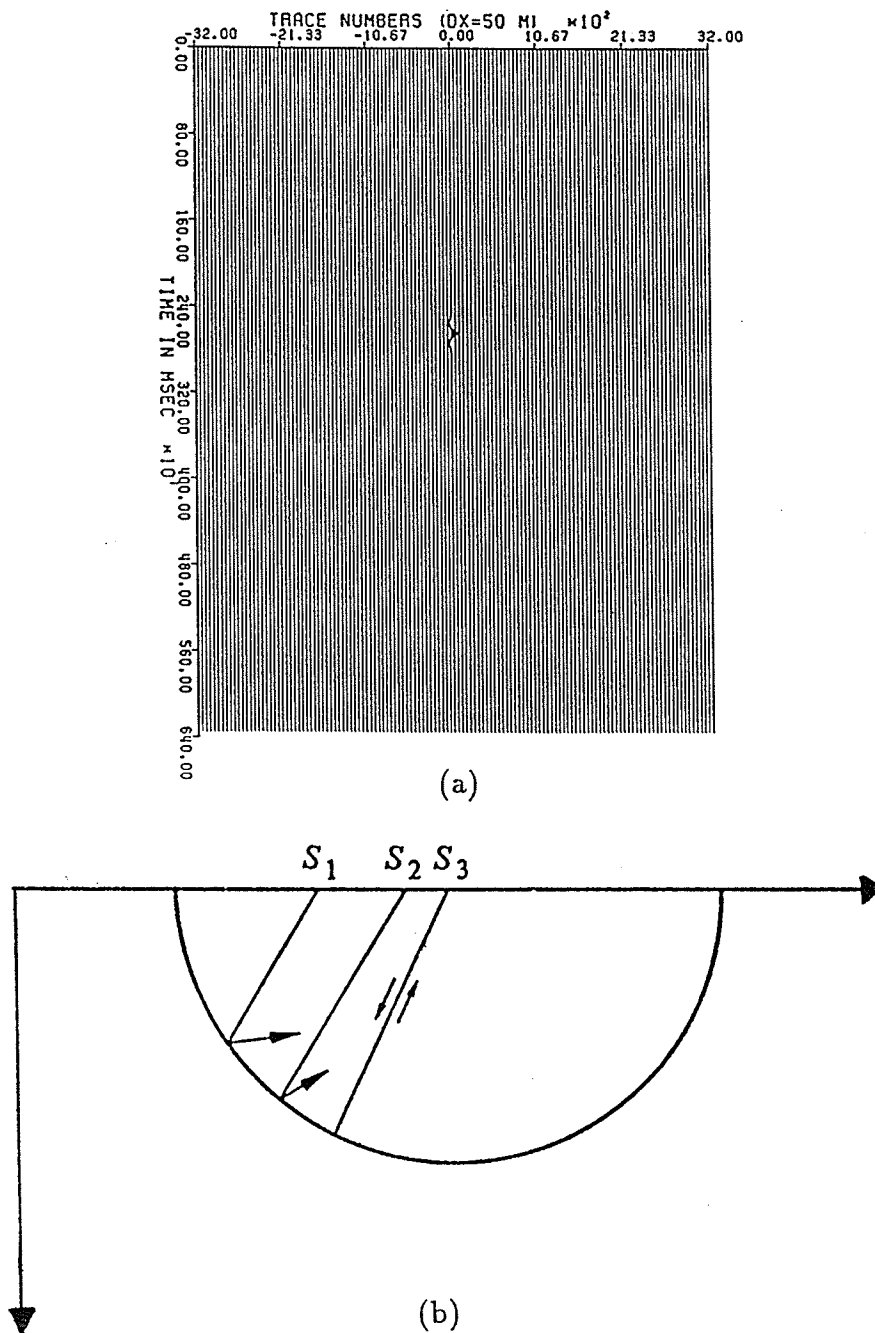 TRACE NUMBERS (DX=50 M) ×10²
-32.00 -21.33 -10.67 0.00 10.67 21.33 32.00
0.00
80.00
160.00
240.00
320.00
400.00
480.00
560.00
640.00
TIME IN MSEC ×10¹
(a)
S₁ S₂ S₃
(b)